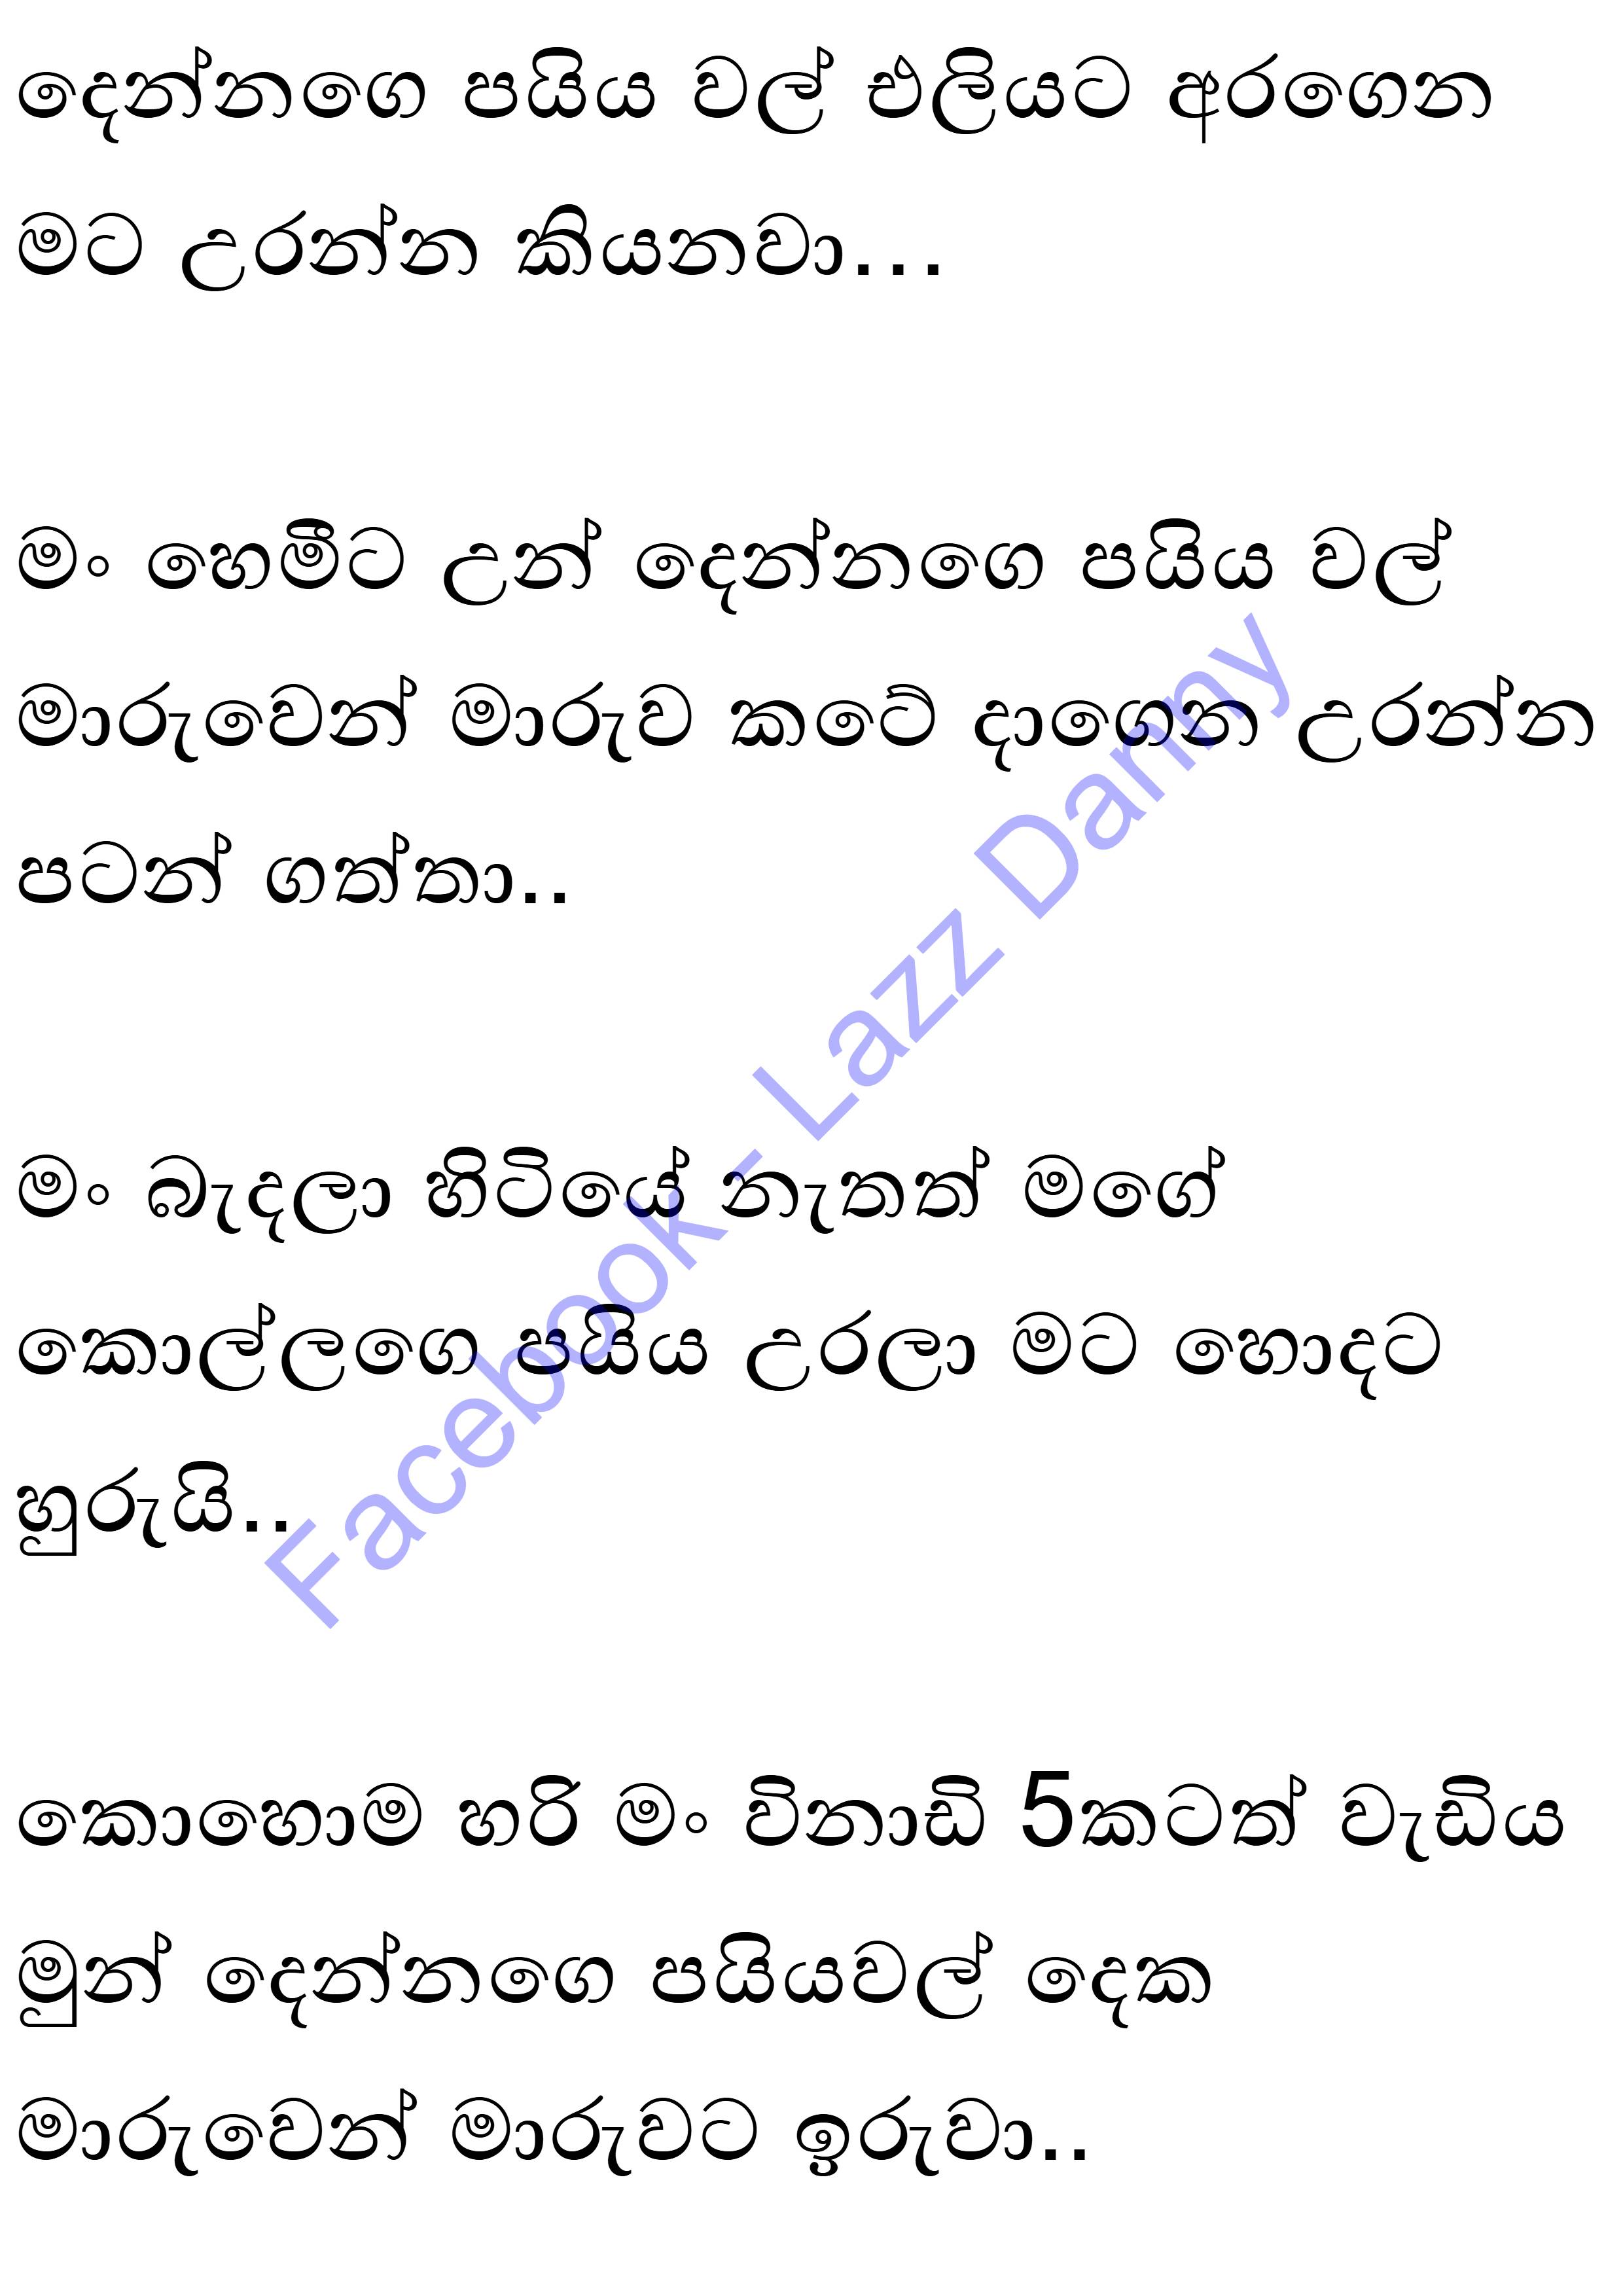 දෙන්නගෙ පයිය වල් එලියට අරගෙන
මට උරන්න කියනවා...
මං හෙමිට උන් දෙන්නගෙ පයිය වල්
මාරුවෙන් මාරුව කටේ දාගෙන උරන්න
පටන් ගත්තා..
මං බැදලා හිටියේ නැතත් මගේ
කොල්ලගෙ පයිය උරලා මට හොදට
හුරුයි..
කොහොම හරි මං විනාඩි 5කටත් වැඩිය
මුන් දෙන්නගෙ පයියවල් දෙක
මාරුවෙන් මාරුවට ඉරුවා..
Facebook - Lazz Danny